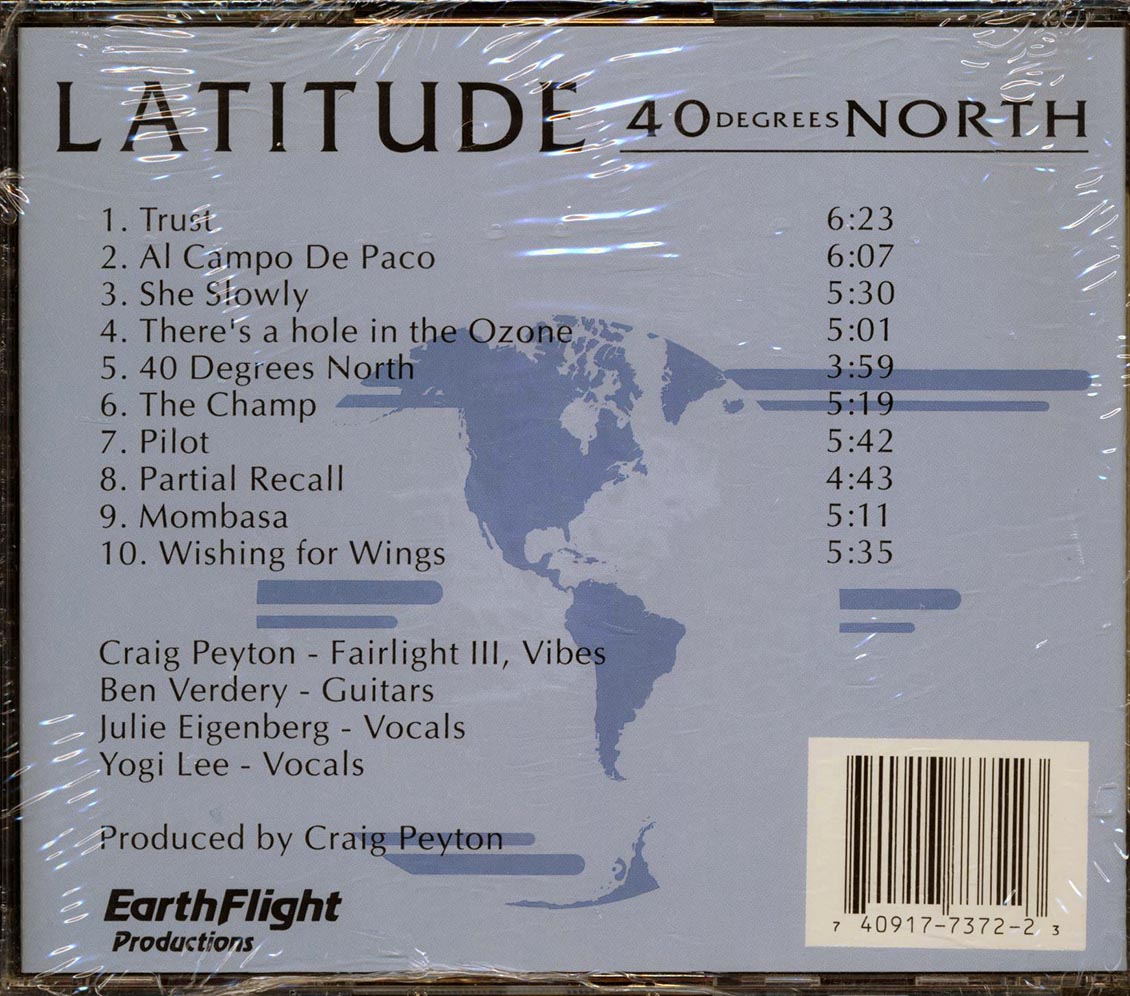 LATITUDE 40 DEGREES NORTH
1. Trust 6:23
2. Al Campo De Paco 6:07
3. She Slowly 5:30
4. There's a hole in the Ozone 5:01
5. 40 Degrees North 3:59
6. The Champ 5:19
7. Pilot 5:42
8. Partial Recall 4:43
9. Mombasa 5:11
10. Wishing for Wings 5:35
Craig Peyton - Fairlight III, Vibes
Ben Verdery - Guitars
Julie Eigenberg - Vocals
Yogi Lee - Vocals
Produced by Craig Peyton
EarthFlight
Productions
7 40917-7372-2 3